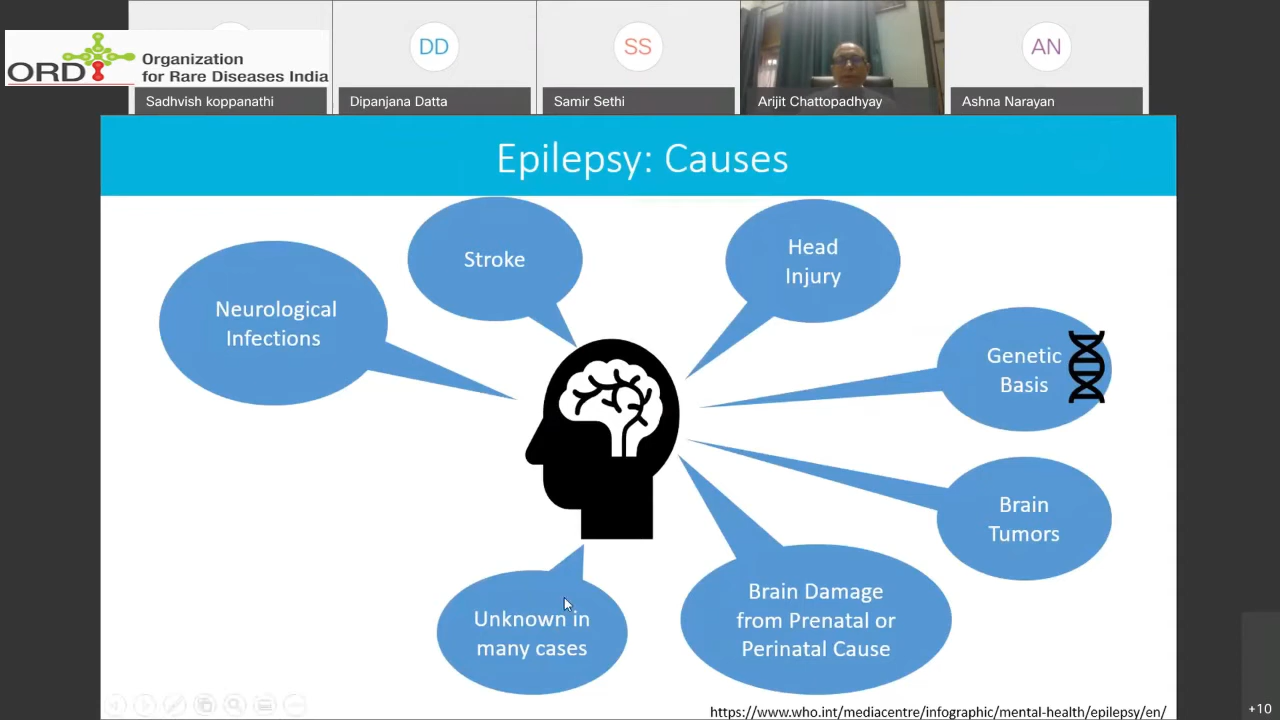 DD
SS
AN
ORDI
Organization
for Rare Diseases India
Sadhvish koppanathi
Dipanjana Datta
Samir Sethi
Arijit Chattopadhyay
Ashna Narayan
Epilepsy: Causes
Stroke
Head
Injury
Neurological
Infections
Genetic
Basis
Brain
Tumors
Brain Damage
from Prenatal or
Perinatal Cause
Unknown in
many cases
https://www.who.int/mediacentre/infographic/mental-health/epilepsy/en/
+10